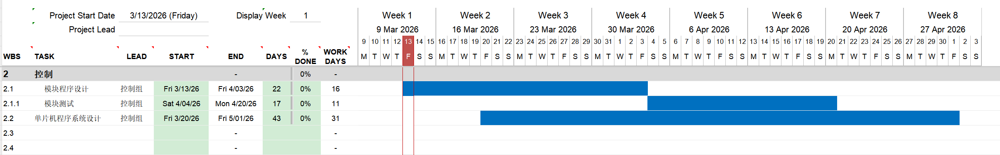 Project Start Date 3/13/2026 (Friday) Display Week 1 Week 1 Week 2 Week 3 Week 4 Week 5 Week 6 Week 7 Week 8
Project Lead 9 Mar 2026 16 Mar 2026 23 Mar 2026 30 Mar 2026 6 Apr 2026 13 Apr 2026 20 Apr 2026 27 Apr 2026
9 10 11 12 13 14 15 16 17 18 19 20 21 22 23 24 25 26 27 28 29 30 31 1 2 3 4 5 6 7 8 9 10 11 12 13 14 15 16 17 18 19 20 21 22 23 24 25 26 27 28 29 30 1 2 3
WBS TASK LEAD START END DAYS % DONE WORK DAYS M T W T F S S M T W T F S S M T W T F S S M T W T F S S M T W T F S S M T W T F S S M T W T F S S M T W T F S S
2 控制 - 0% -
2.1 模块程序设计 控制组 Fri 3/13/26 Fri 4/03/26 22 0% 16
2.1.1 模块测试 控制组 Sat 4/04/26 Mon 4/20/26 17 0% 11
2.2 单片机程序系统设计 控制组 Fri 3/20/26 Fri 5/01/26 43 0% 31
2.3 - -
2.4 - -